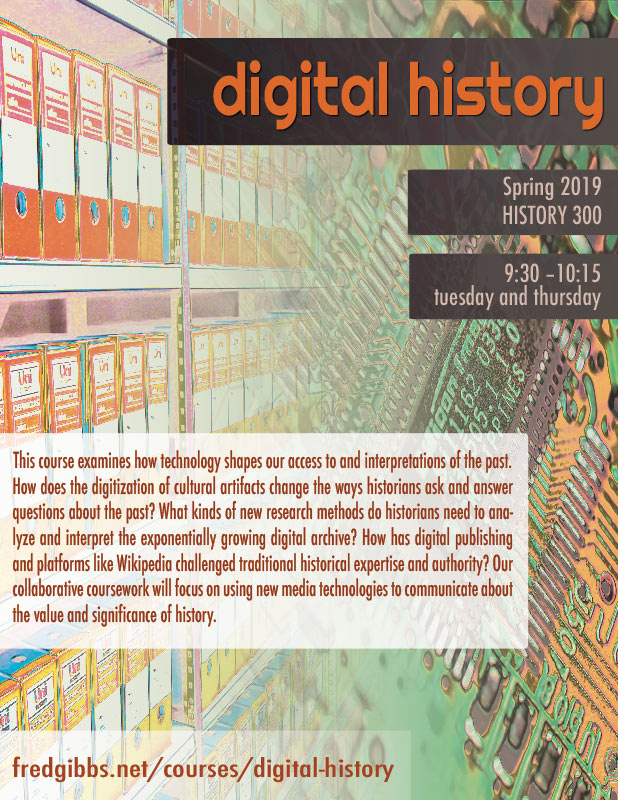 digital history
Spring 2019
HISTORY 300
9:30 –10:15
tuesday and thursday
This course examines how technology shapes our access to and interpretations of the past.
How does the digitization of cultural artifacts change the ways historians ask and answer
questions about the past? What kinds of new research methods do historians need to ana-
lyze and interpret the exponentially growing digital archive? How has digital publishing
and platforms like Wikipedia challenged traditional historical expertise and authority? Our
collaborative coursework will focus on using new media technologies to communicate about
the value and significance of history.
fredgibbs.net/courses/digital-history